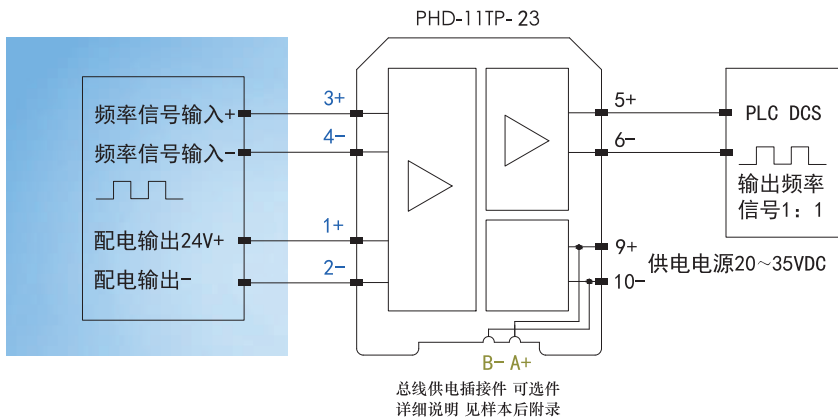 PHD-11TP-23
频率信号输入+
3+
5+
PLC DCS
频率信号输入-
4-
6-
输出频率
信号1：1
配电输出24V+
1+
9+
供电电源20～35VDC
配电输出-
2-
10-
B- A+
总线供电插接件 可选件
详细说明 见样本后附录